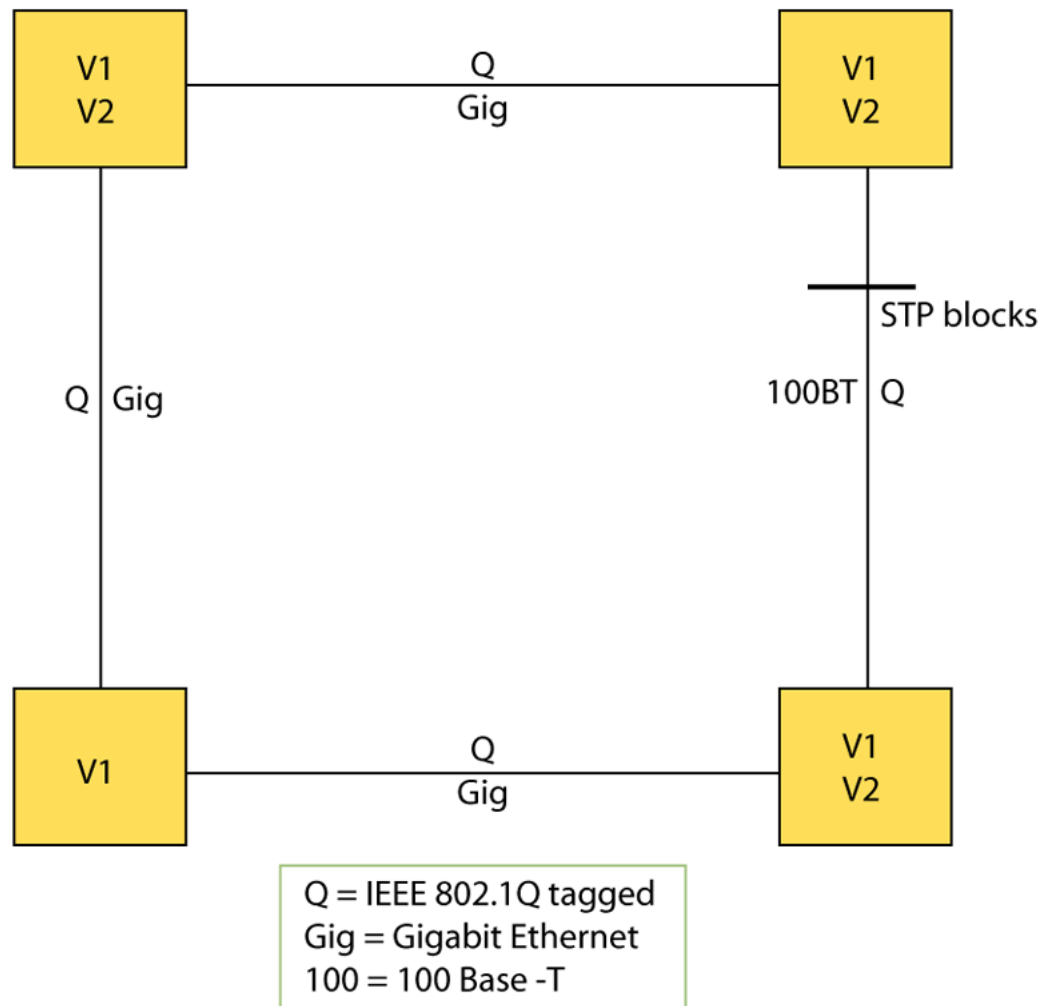 V1
V2
Q
Gig
V1
V2
STP blocks
Q Gig
100BT Q
V1
Q
Gig
V1
V2
Q = IEEE 802.1Q tagged
Gig = Gigabit Ethernet
100 = 100 Base -T